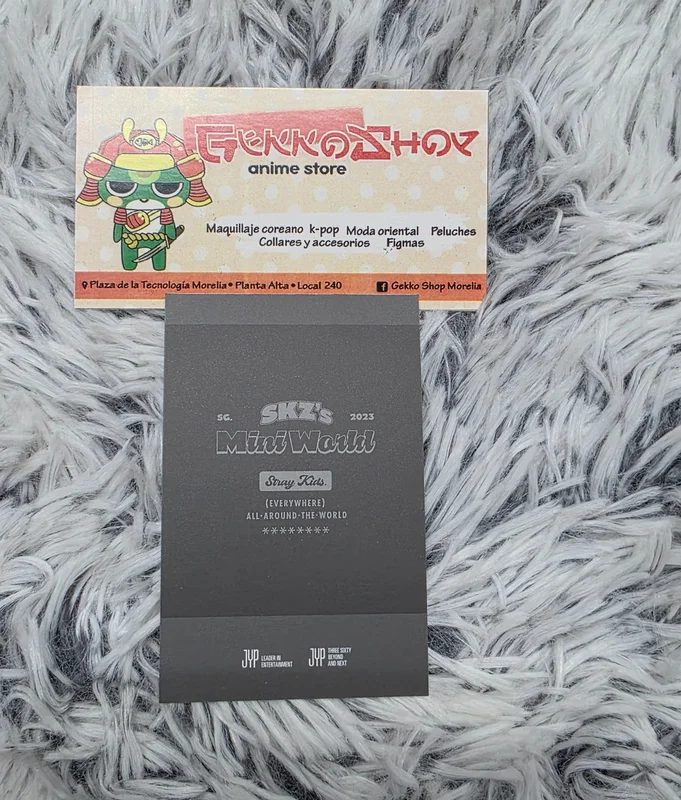 GEKKOSHOP
anime store
Maquillaje coreano k-pop Moda oriental Peluches
Collares y accesorios Figmas
Plaza de la Tecnología Morelia • Planta Alta • Local 240
Gekko Shop Morelia
SG. SKZ's 2023
Mini World
Stray Kids.
(EVERYWHERE)
ALL-AROUND-THE-WORLD
********
JYP LEADER IN ENTERTAINMENT
JYP THREE SIXTY BEYOND AND NEXT